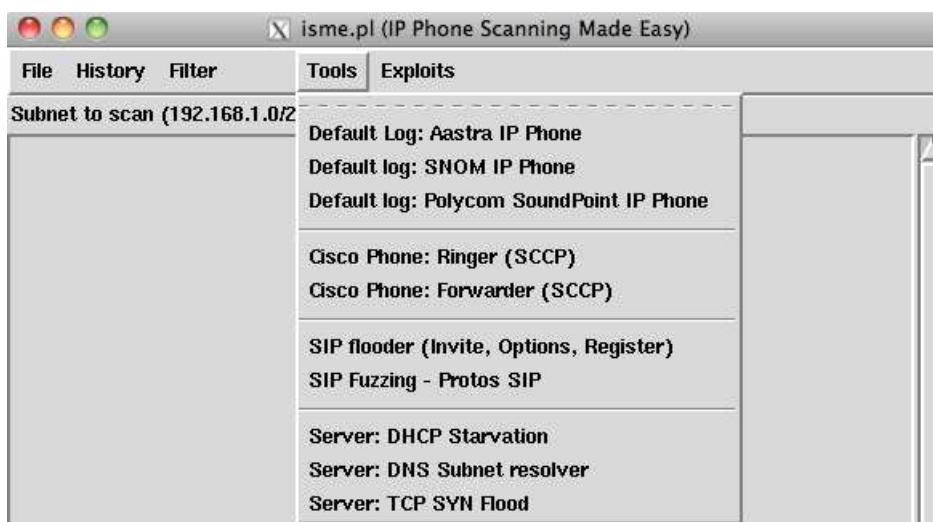 isme.pl (IP Phone Scanning Made Easy)
File History Filter Tools Exploits
Subnet to scan (192.168.1.0/2
Default Log: Aastra IP Phone
Default log: SNOM IP Phone
Default log: Polycom SoundPoint IP Phone
Cisco Phone: Ringer (SCCP)
Cisco Phone: Forwarder (SCCP)
SIP flooder (Invite, Options, Register)
SIP Fuzzing - Protos SIP
Server: DHCP Starvation
Server: DNS Subnet resolver
Server: TCP SYN Flood